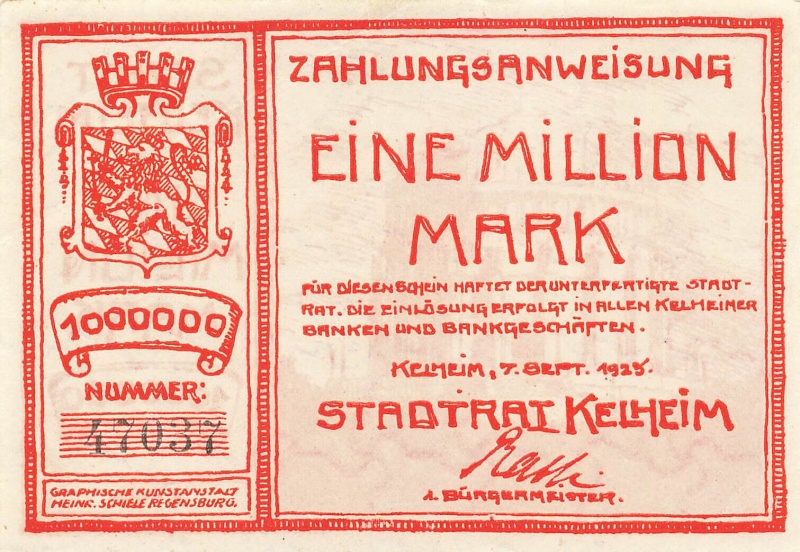 1000000
NUMMER:
47037
GRAPHISCHE KUNSTANSTALT
HEINR. SCHIELE REGENSBURG.
ZAHLUNGSANWEISUNG
EINE MILLION
MARK
FÜR DIESEN SCHEIN HAFTET DER UNTERFERTIGTE STADT-
RAT. DIE EINLÖSUNG ERFOLGT IN ALLEN KELHEIMER
BANKEN UND BANKGESCHÄFTEN.
KELHEIM, 7. SEPT. 1923.
STADTRAT KELHEIM
1. BÜRGERMEISTER.